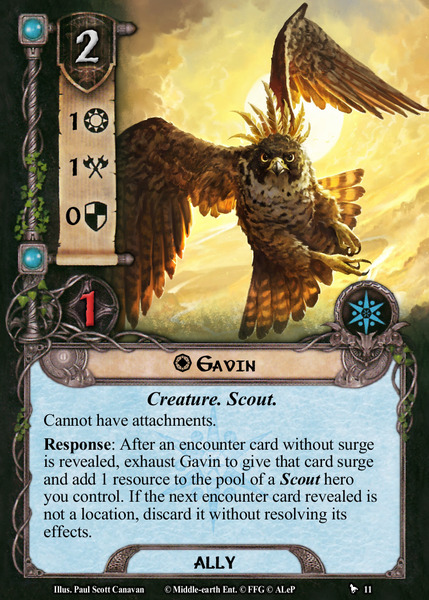 2
1
1
0
1
Gavin
Creature. Scout.
Cannot have attachments.
Response: After an encounter card without surge
is revealed, exhaust Gavin to give that card surge
and add 1 resource to the pool of a Scout hero
you control. If the next encounter card revealed is
not a location, discard it without resolving its
effects.
ALLY
Illus. Paul Scott Canavan © Middle-earth Ent. © FFG © ALeP 11